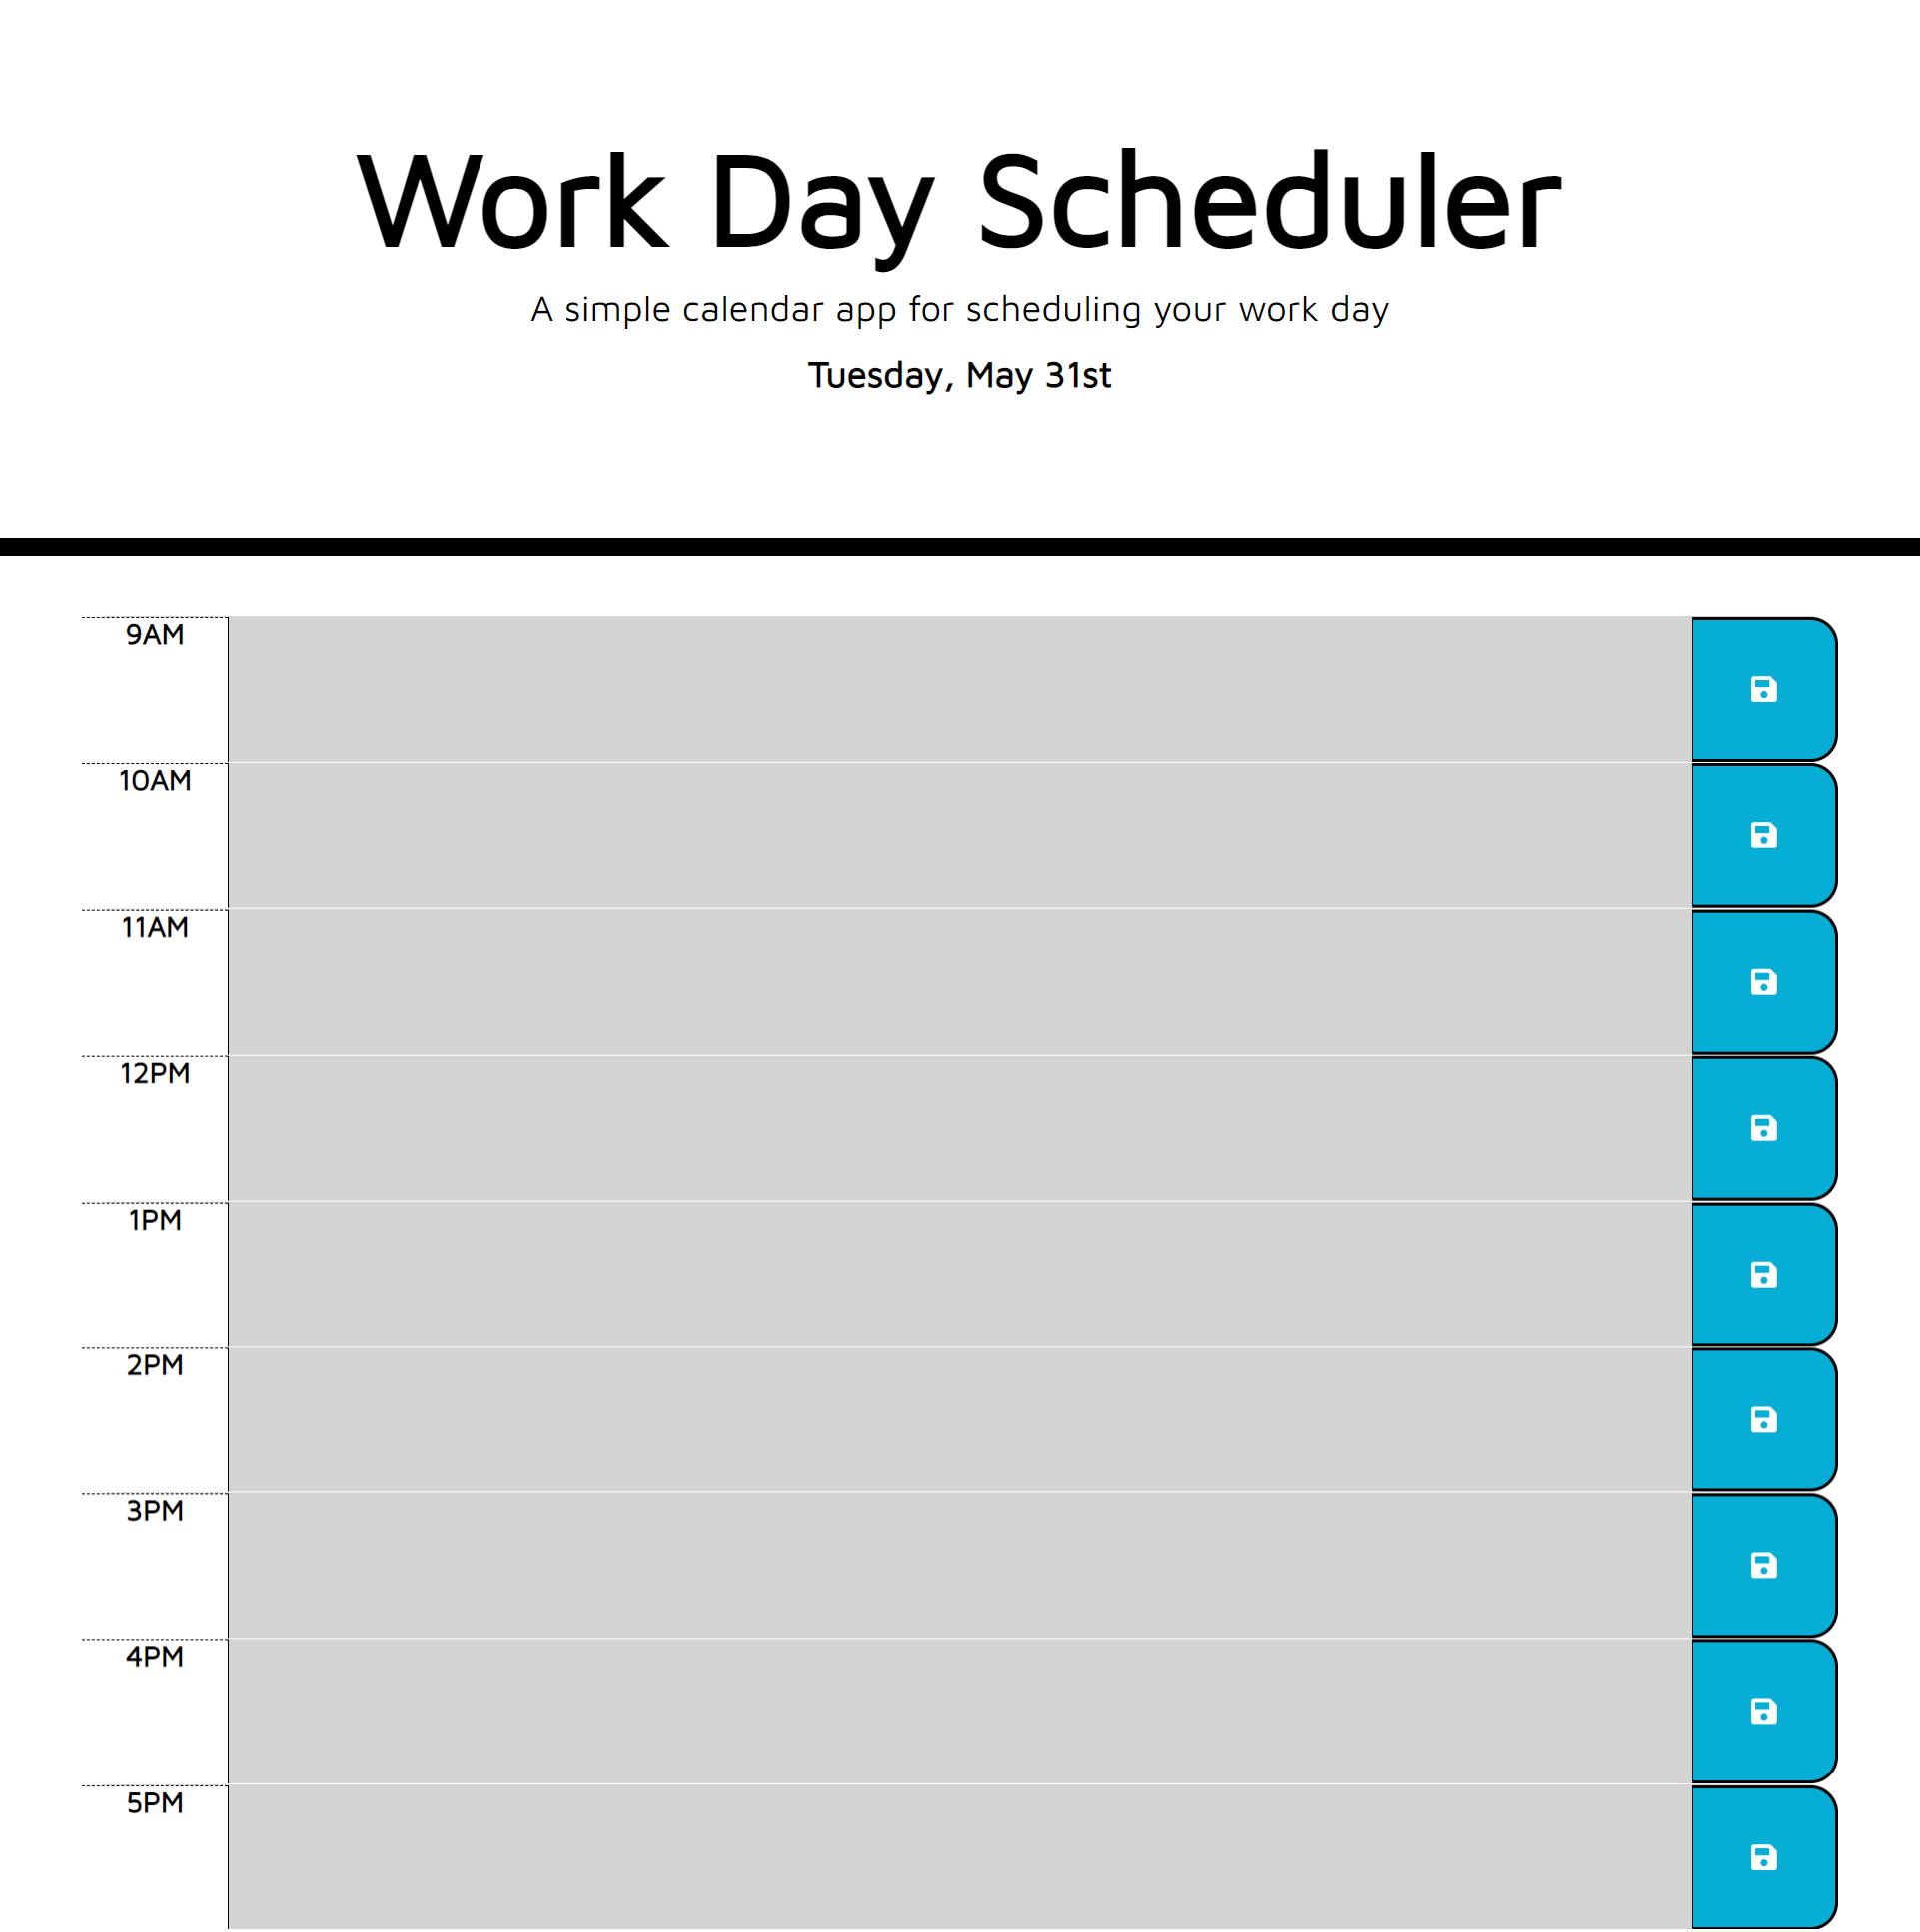 Work Day Scheduler
A simple calendar app for scheduling your work day
Tuesday, May 31st
9AM
10AM
11AM
12PM
1PM
2PM
3PM
4PM
5PM